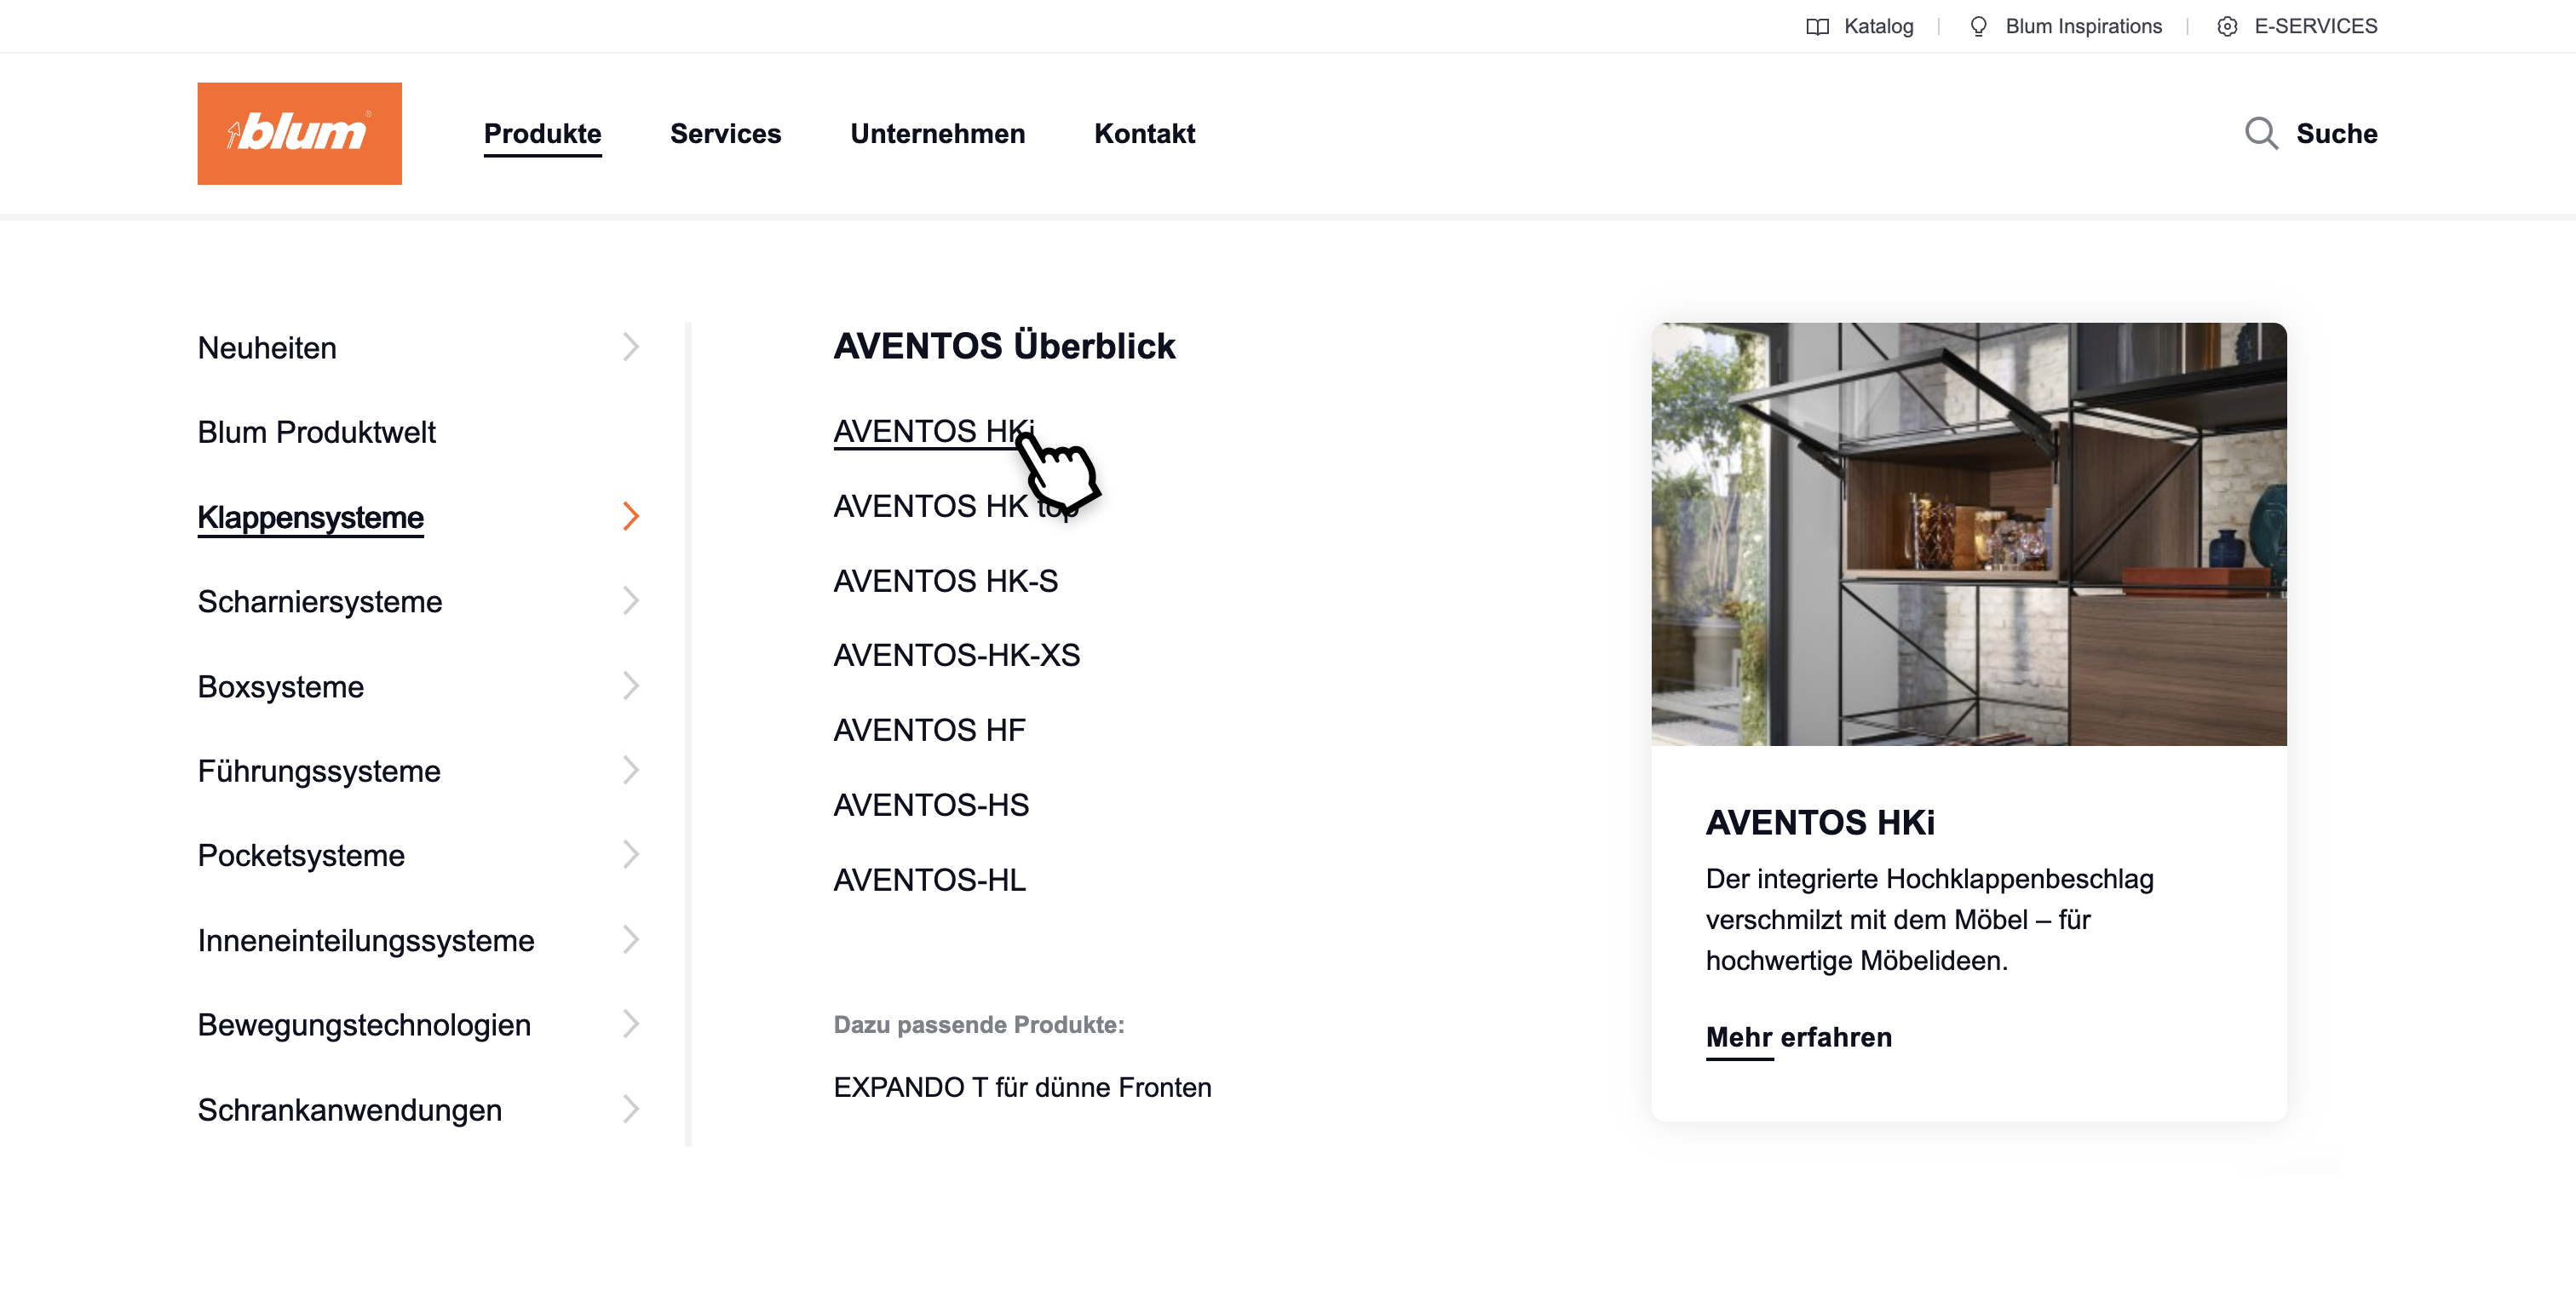 Katalog
Blum Inspirations
E-SERVICES
blum
Produkte
Services
Unternehmen
Kontakt
Suche
Neuheiten
Blum Produktwelt
Klappensysteme
Scharniersysteme
Boxsysteme
Führungssysteme
Pocketsysteme
Inneneinteilungssysteme
Bewegungstechnologien
Schrankanwendungen
AVENTOS Überblick
AVENTOS HKi
AVENTOS HK top
AVENTOS HK-S
AVENTOS-HK-XS
AVENTOS HF
AVENTOS-HS
AVENTOS-HL
Dazu passende Produkte:
EXPANDO T für dünne Fronten
AVENTOS HKi
Der integrierte Hochklappenbeschlag
verschmilzt mit dem Möbel – für
hochwertige Möbelideen.
Mehr erfahren